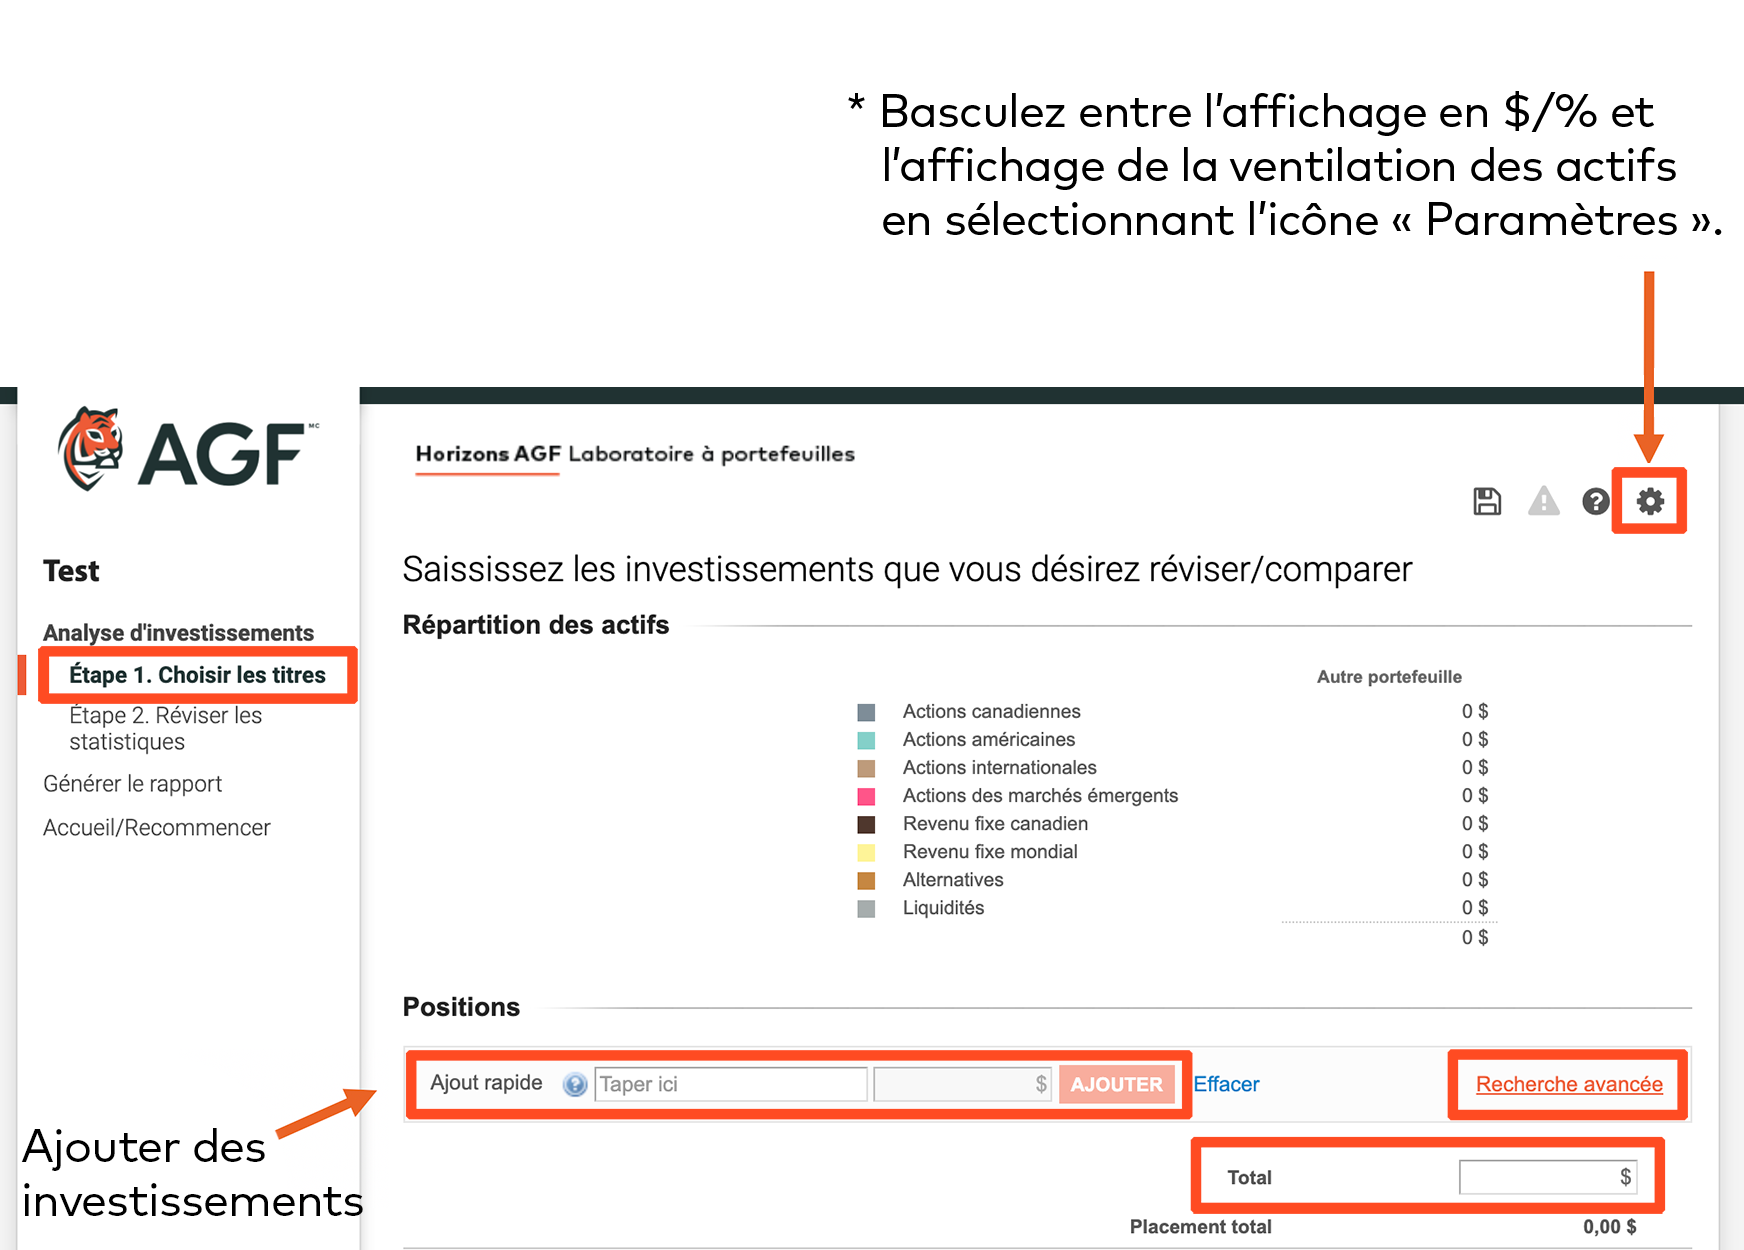 * Basculez entre l'affichage en $/% et
l'affichage de la ventilation des actifs
en sélectionnant l'icône « Paramètres ».
AGF MC
Horizons AGF Laboratoire à portefeuilles
Test
Analyse d'investissements
Étape 1. Choisir les titres
Étape 2. Réviser les
statistiques
Générer le rapport
Accueil/Recommencer
Saississez les investissements que vous désirez réviser/comparer
Répartition des actifs
Autre portefeuille
Actions canadiennes 0 $
Actions américaines 0 $
Actions internationales 0 $
Actions des marchés émergents 0 $
Revenu fixe canadien 0 $
Revenu fixe mondial 0 $
Alternatives 0 $
Liquidités 0 $
0 $
Positions
Ajout rapide ? Taper ici $ AJOUTER Effacer Recherche avancée
Ajouter des
investissements
Total $
Placement total 0,00 $